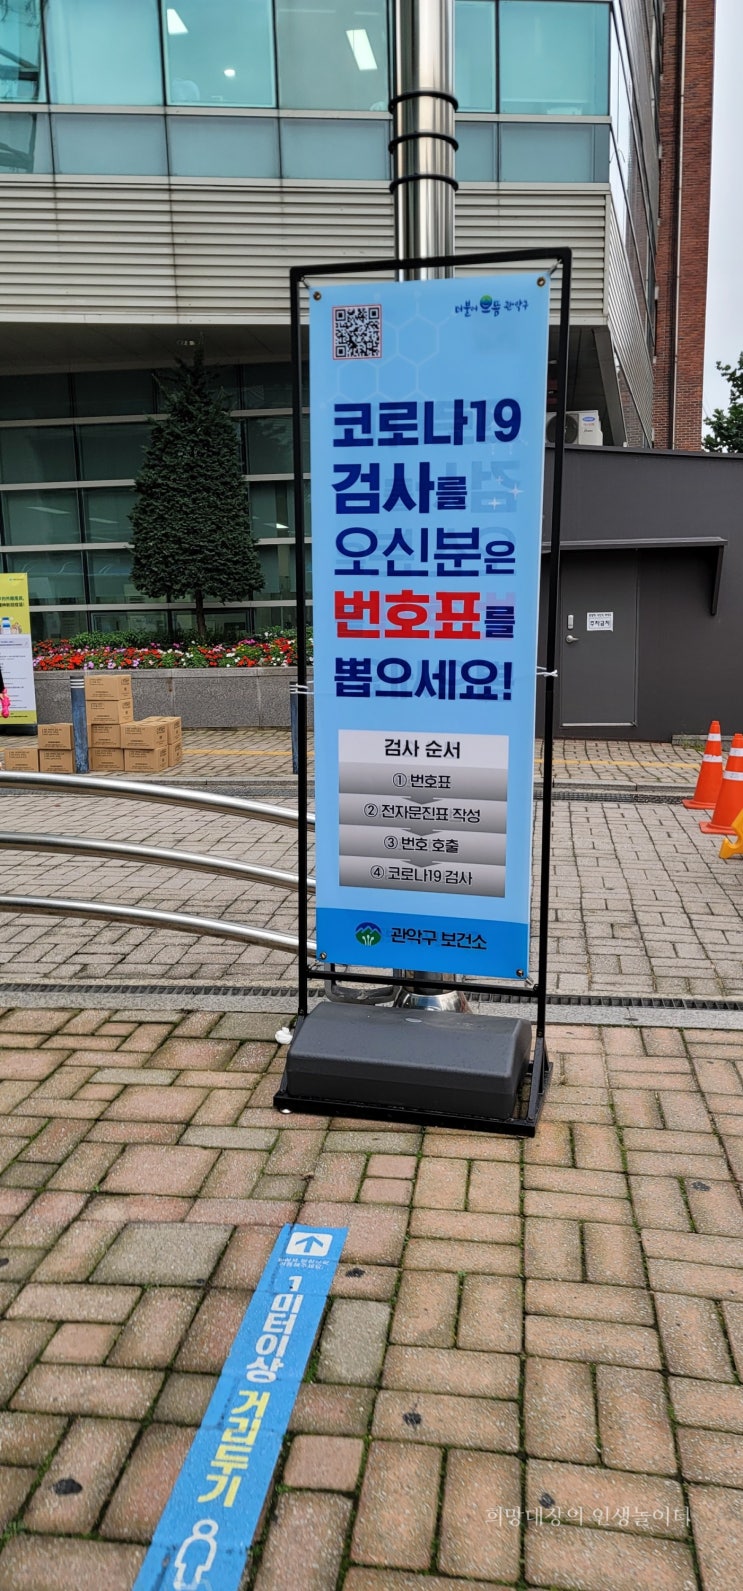 더불어 으뜸 관악구
코로나19
검사를
오신분은
번호표를
뽑으세요!
검사 순서
① 번호표
② 전자문진표 작성
③ 번호 호출
④ 코로나19 검사
관악구 보건소
주차금지
1미터이상 거리두기
희망대장의 인생놀이터